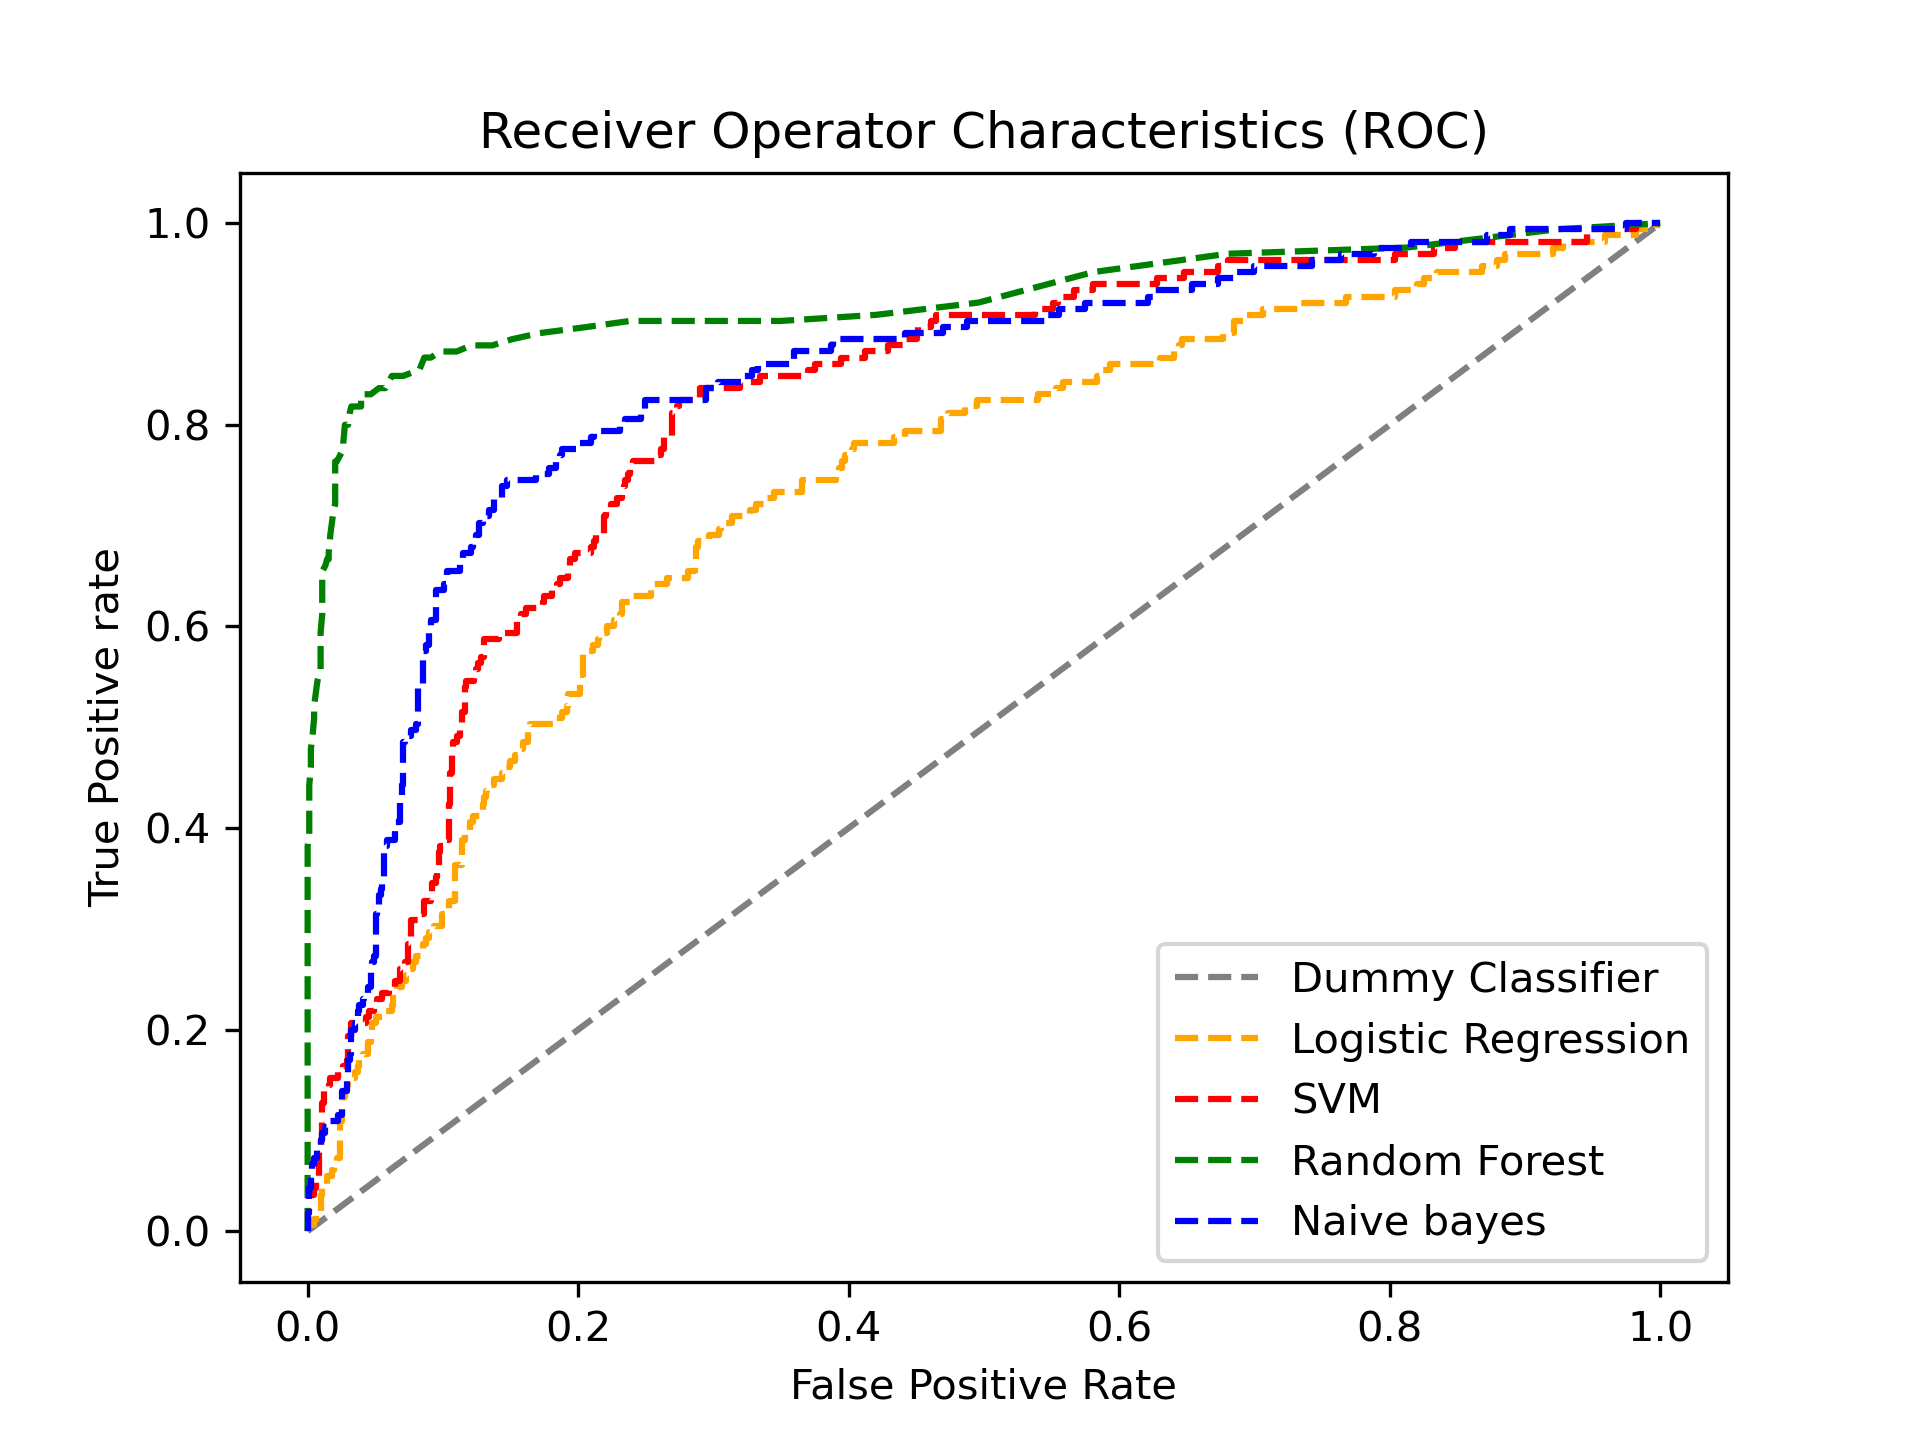 Receiver Operator Characteristics (ROC)
True Positive rate
1.0
0.8
0.6
0.4
0.2
0.0
Dummy Classifier
Logistic Regression
SVM
Random Forest
Naive bayes
0.0 0.2 0.4 0.6 0.8 1.0
False Positive Rate